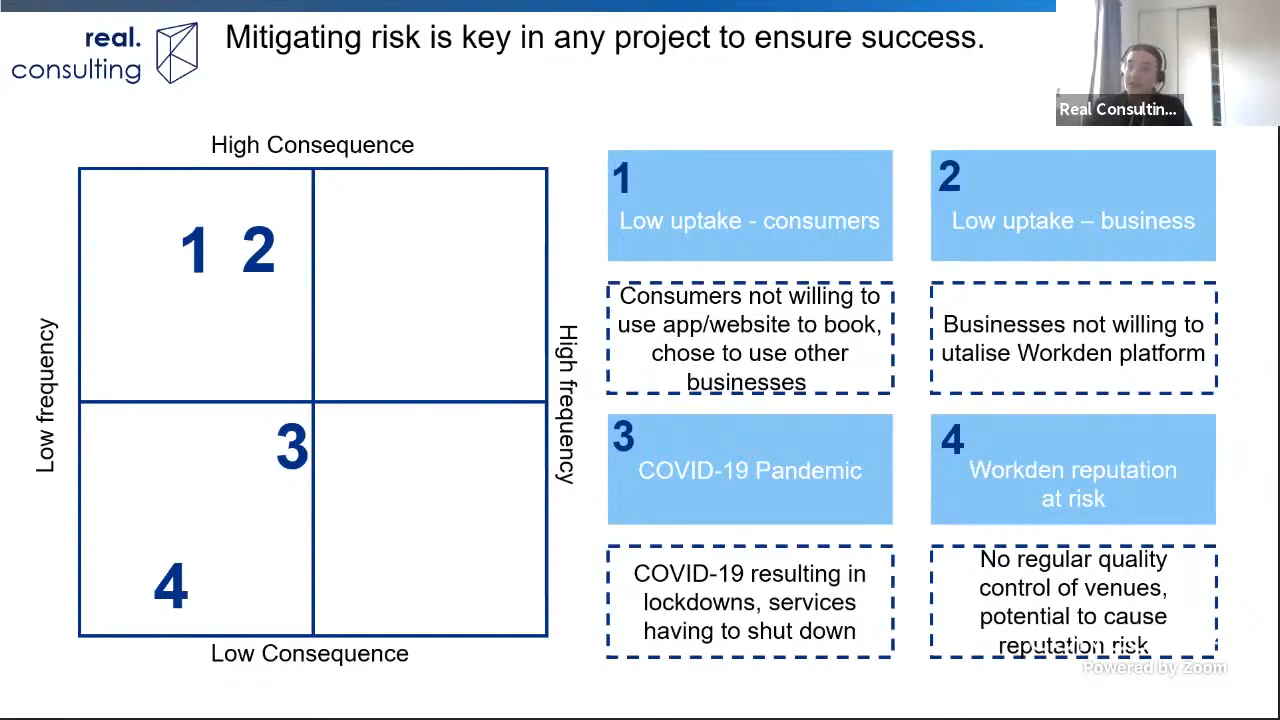 real.
consulting
Mitigating risk is key in any project to ensure success.
Real Consultin...
High Consequence
Low frequency
High frequency
1 2
3
4
Low Consequence
1
Low uptake - consumers
Consumers not willing to
use app/website to book,
chose to use other
businesses
2
Low uptake – business
Businesses not willing to
utalise Workden platform
3
COVID-19 Pandemic
COVID-19 resulting in
lockdowns, services
having to shut down
4
Workden reputation
at risk
No regular quality
control of venues,
potential to cause
reputation risk
Powered by Zoom